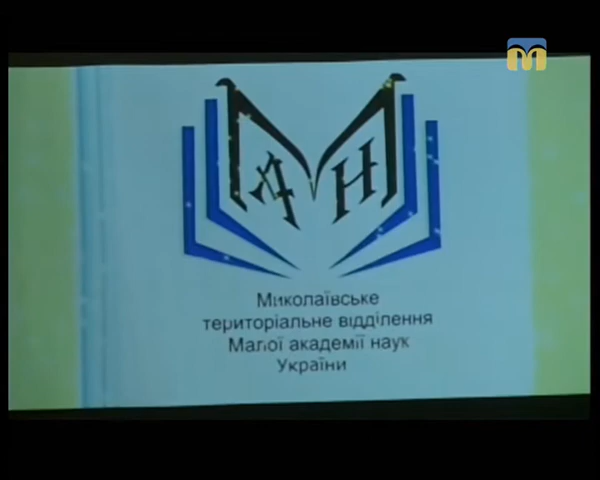 М
МАН
Миколаївське
територіальне відділення
Малої академії наук
України